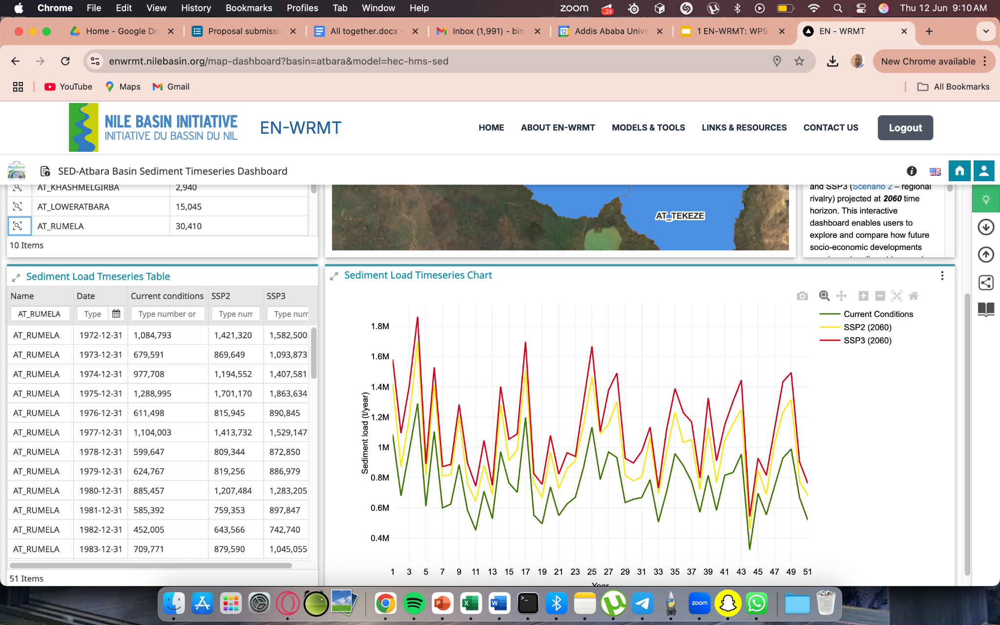 Chrome File Edit View History Bookmarks Profiles Tab Window Help zoom ..24 Thu 12 Jun 9:10 AM
Home - Google Dri Proposal submissi All together.docx - Inbox (1,991) - bin 12 Addis Ababa Unive 1 EN-WRMT: WP5 EN - WRMT
enwrmt.nilebasin.org/map-dashboard?basin=atbara&model=hec-hms-sed New Chrome available
YouTube Maps Gmail All Bookmarks
NILE BASIN INITIATIVE
INITIATIVE DU BASSIN DU NIL
EN-WRMT
HOME ABOUT EN-WRMT MODELS & TOOLS LINKS & RESOURCES CONTACT US Logout
MapStore SED-Atbara Basin Sediment Timeseries Dashboard
AT_KHASHMELGIRBA 2,940
AT_LOWERATBARA 15,045
AT_RUMELA 30,410
10 Items
AT_TEKEZE
and SSP3 (Scenario 2 – regional
rivalry) projected at 2060 time
horizon. This interactive
dashboard enables users to
explore and compare how future
socio-economic developments
Sediment Load Tmeseries Table
Name Date Current conditions SSP2 SSP3
AT_RUMELA Type Type number or Type num Type num
AT_RUMELA 1972-12-31 1,084,793 1,421,320 1,582,500
AT_RUMELA 1973-12-31 679,591 869,649 1,093,873
AT_RUMELA 1974-12-31 977,708 1,194,552 1,407,581
AT_RUMELA 1975-12-31 1,288,995 1,701,170 1,863,634
AT_RUMELA 1976-12-31 611,498 815,945 890,845
AT_RUMELA 1977-12-31 1,104,003 1,413,732 1,529,147
AT_RUMELA 1978-12-31 599,647 809,344 872,850
AT_RUMELA 1979-12-31 624,767 819,256 886,979
AT_RUMELA 1980-12-31 885,457 1,207,484 1,283,205
AT_RUMELA 1981-12-31 585,392 759,353 897,847
AT_RUMELA 1982-12-31 452,005 643,566 742,740
AT_RUMELA 1983-12-31 709,771 879,590 1,045,055
51 Items
Sediment Load Timeseries Chart
Current Conditions
SSP2 (2060)
SSP3 (2060)
Sediment load (t/year)
1.8M
1.6M
1.4M
1.2M
1M
0.8M
0.6M
0.4M
1 3 5 7 9 11 13 15 17 19 21 23 25 27 29 31 33 35 37 39 41 43 45 47 49 51
Year
zoom